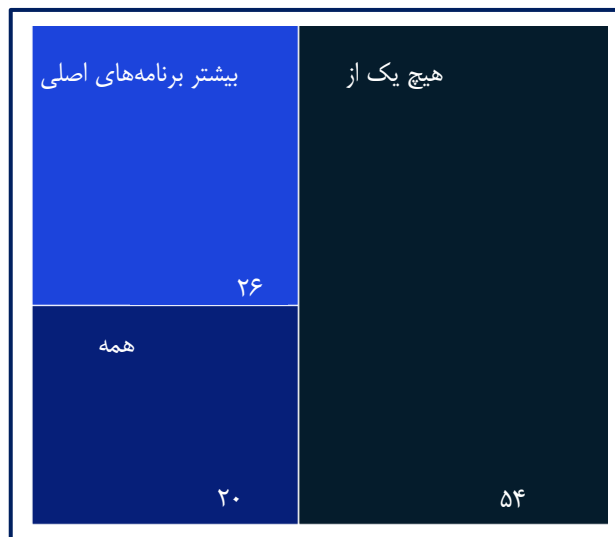 هیچ یک از
۵۴
بیشتر برنامه‌های اصلی
۲۶
همه
۲۰